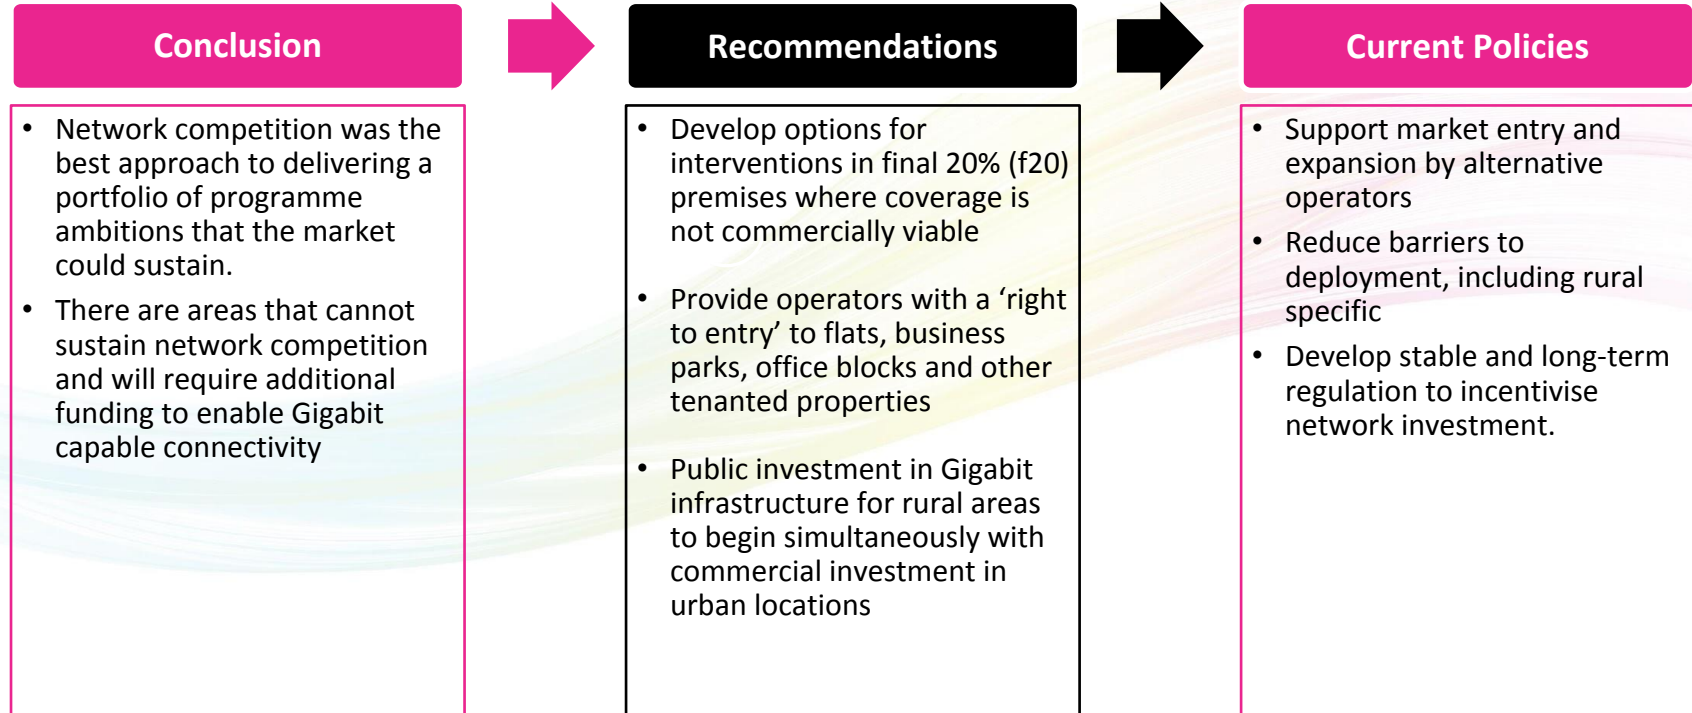 Conclusion
• Network competition was the
best approach to delivering a
portfolio of programme
ambitions that the market
could sustain.
• There are areas that cannot
sustain network competition
and will require additional
funding to enable Gigabit
capable connectivity
Recommendations
• Develop options for
interventions in final 20% (f20)
premises where coverage is
not commercially viable
• Provide operators with a ‘right
to entry’ to flats, business
parks, office blocks and other
tenanted properties
• Public investment in Gigabit
infrastructure for rural areas
to begin simultaneously with
commercial investment in
urban locations
Current Policies
• Support market entry and
expansion by alternative
operators
• Reduce barriers to
deployment, including rural
specific
• Develop stable and long-term
regulation to incentivise
network investment.